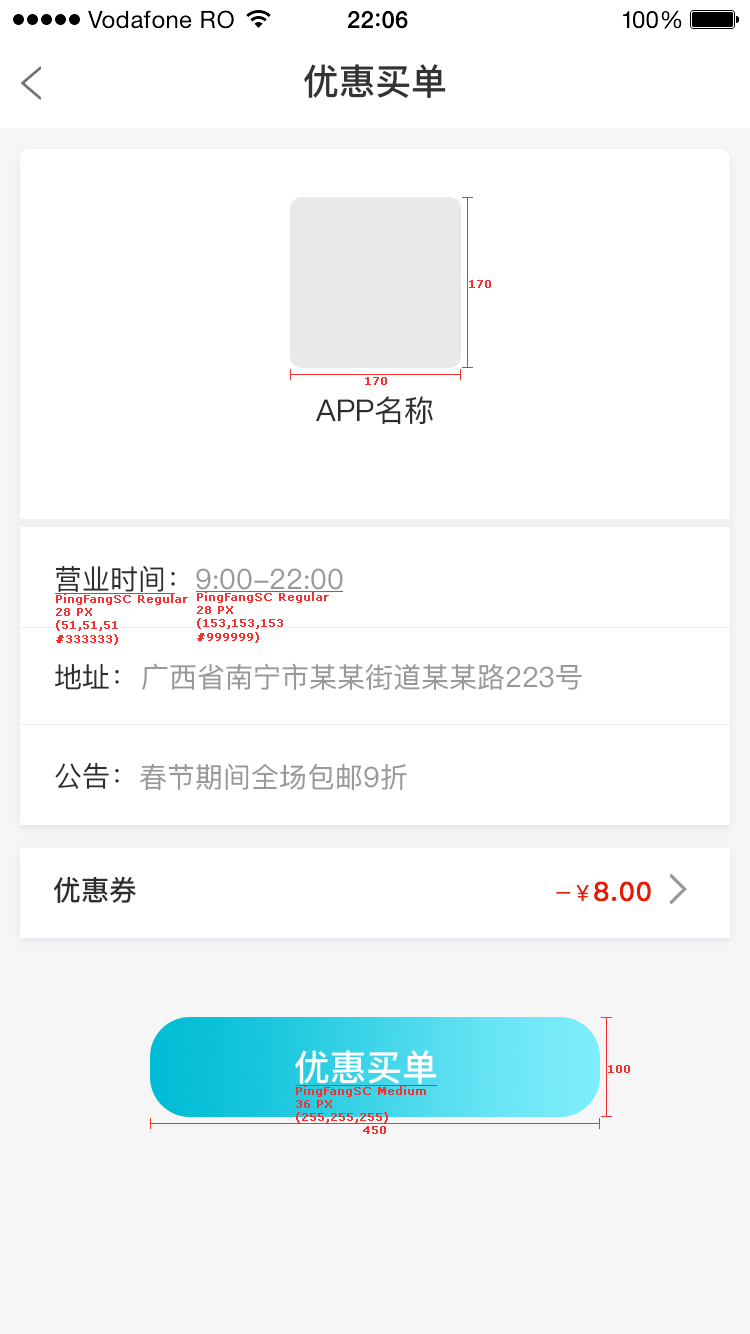 Vodafone RO 22:06 100%
优惠买单
170
170
APP名称
营业时间： 9:00–22:00
PingFangSC Regular PingFangSC Regular
28 PX 28 PX
(51,51,51 (153,153,153
#333333) #999999)
地址： 广西省南宁市某某街道某某路223号
公告： 春节期间全场包邮9折
优惠券 –¥8.00
优惠买单
PingFangSC Medium
36 PX
(255,255,255)
100
450